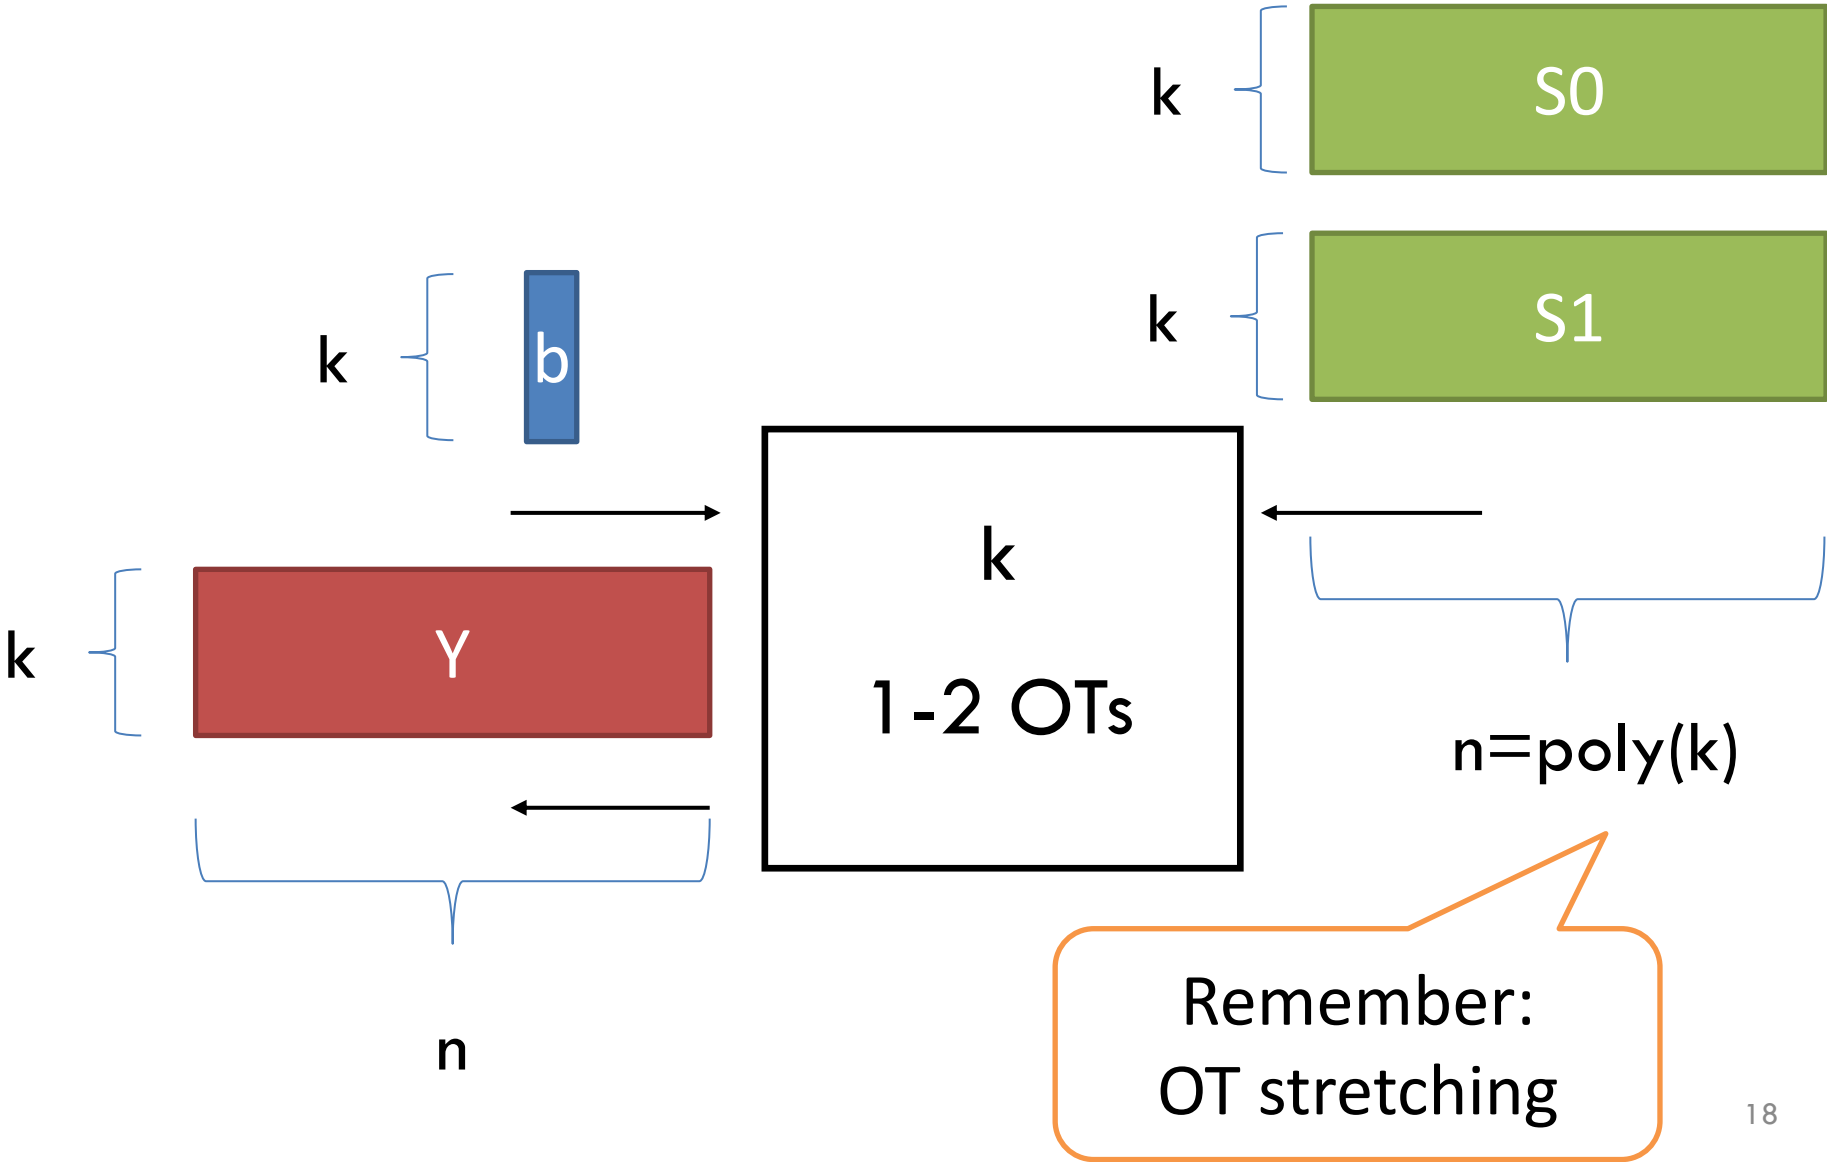 k
S0
k
S1
k
b
k
1-2 OTs
k
Y
n=poly(k)
n
Remember:
OT stretching
18